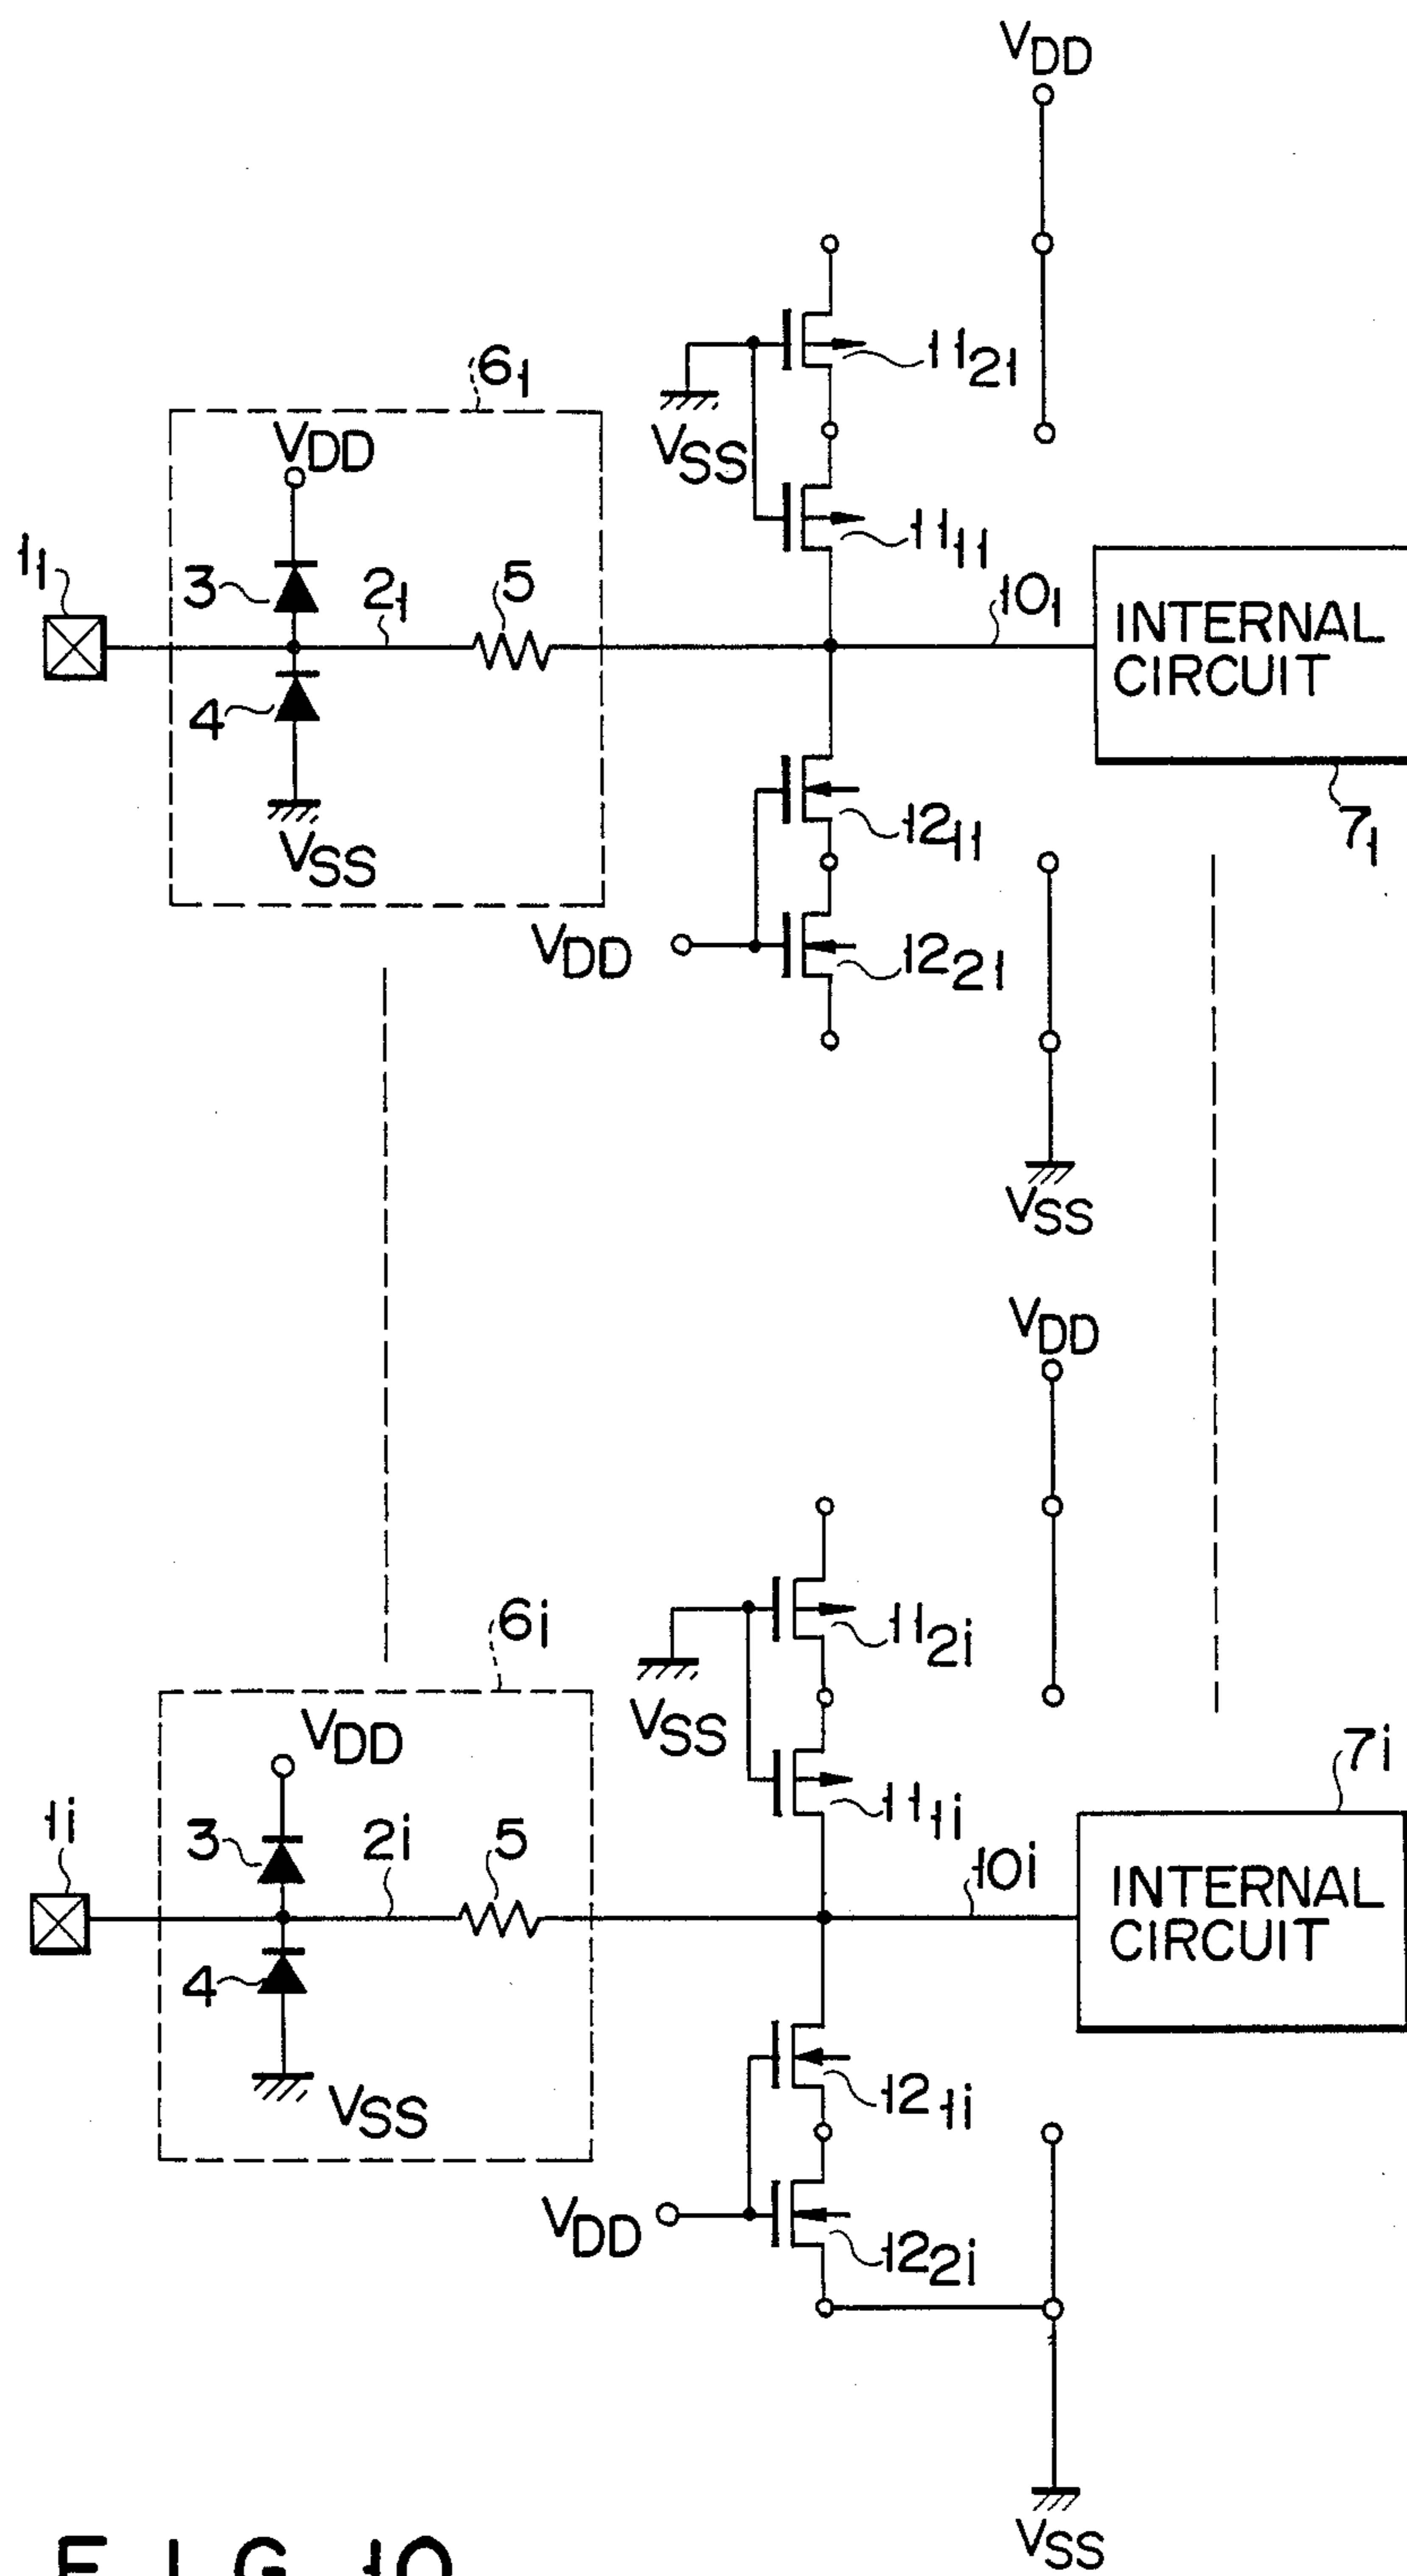 VDD
11₂₁
6₁
VDD
VSS
11₁₁
1₁
3
2₁
5
10₁
INTERNAL
CIRCUIT
4
12₁₁
7₁
VSS
VDD
12₂₁
VSS
VDD
6i
11₂i
VSS
VDD
7i
11₁i
1i
3
2i
5
10i
INTERNAL
CIRCUIT
4
12₁i
VSS
VDD
12₂i
VSS
FIG. 10